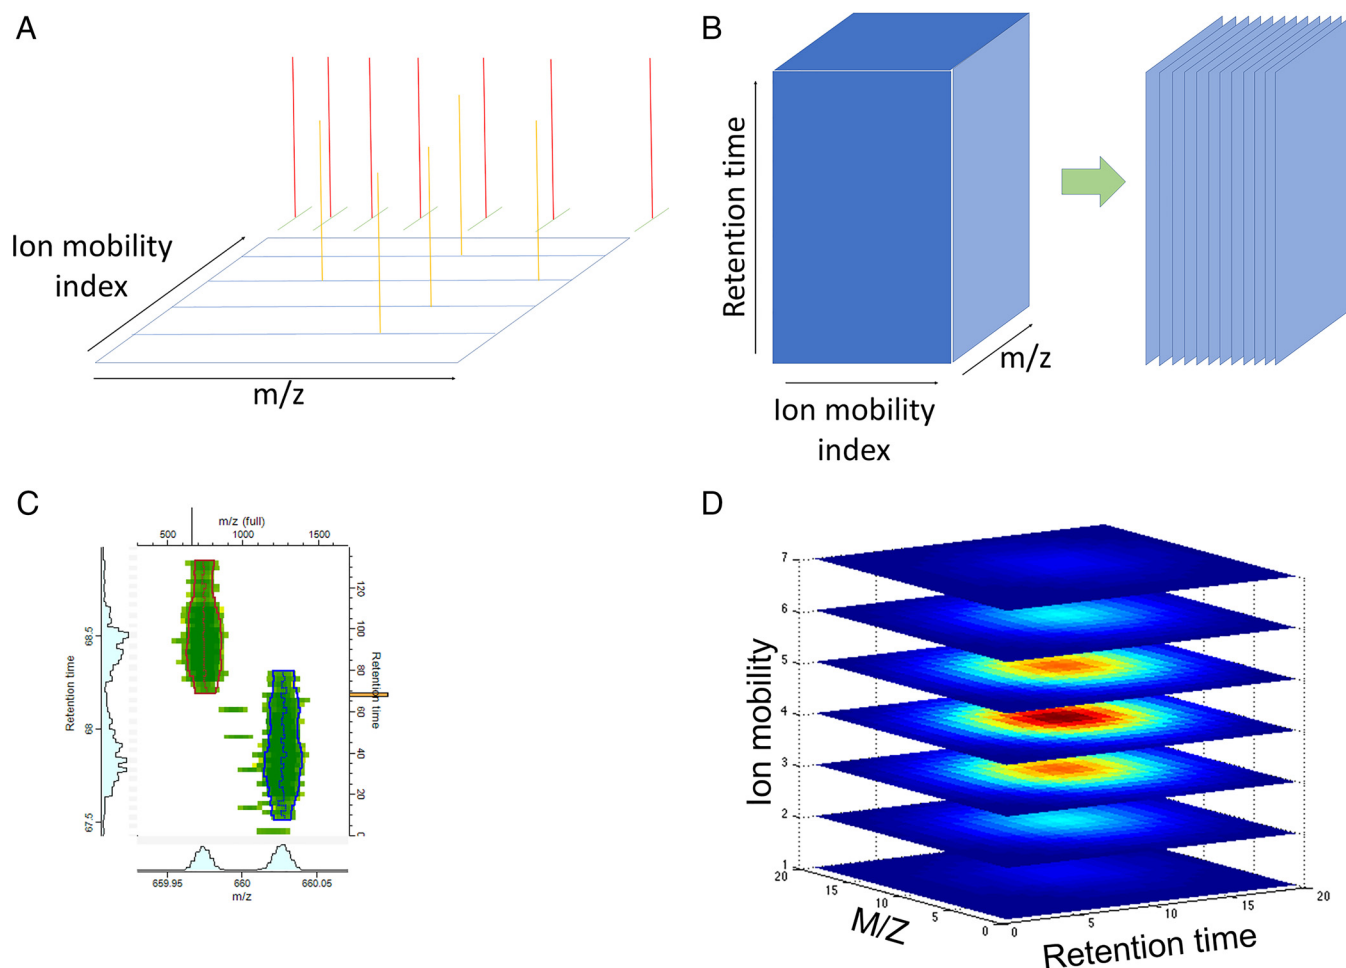 A
Ion mobility
index
m/z
B
Retention time
m/z
Ion mobility
index
C
m/z (full)
500 1000 1500
Retention time
68.5
68
67.5
120
100
80
60
40
20
0
Retention time
659.95 660 660.05
m/z
D
7
6
5
4
3
2
1
Ion mobility
20
15
10
5
0
M/Z
0
5
10
15
20
Retention time